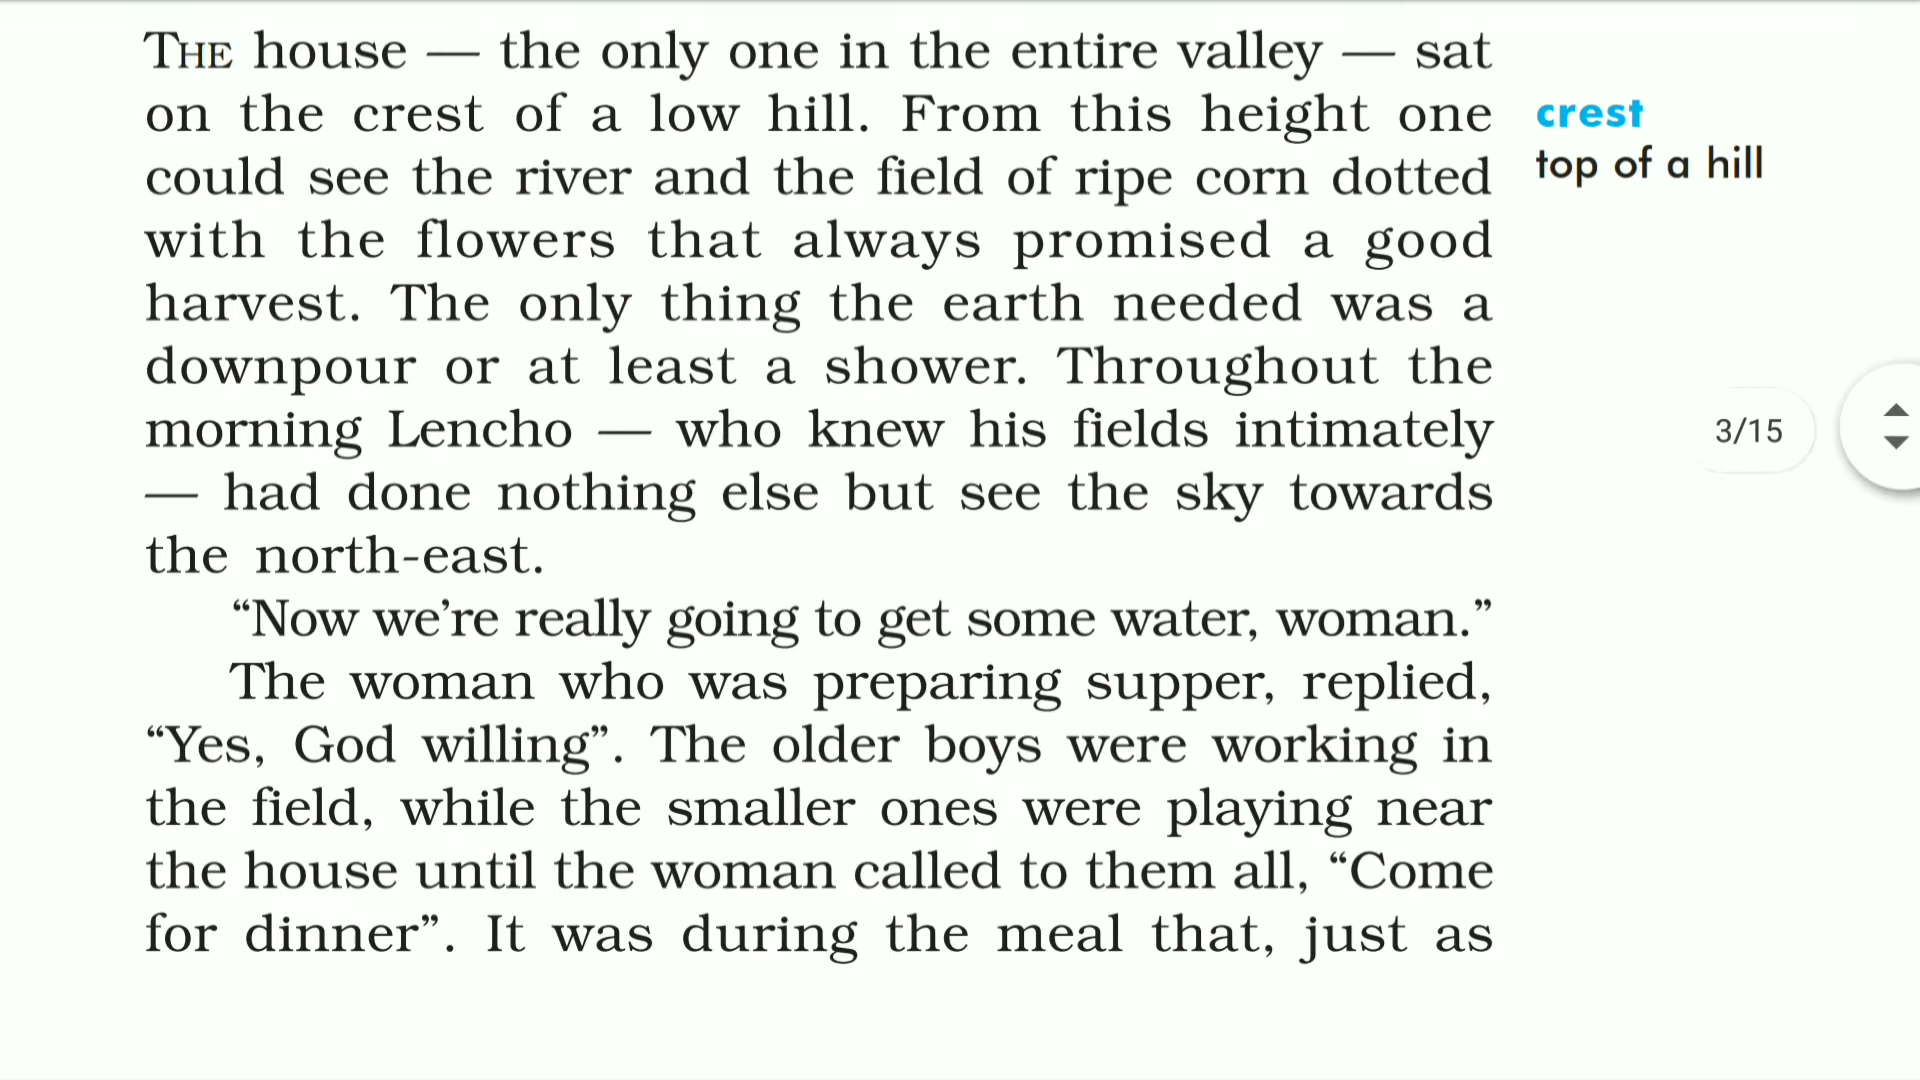 THE house — the only one in the entire valley — sat
on the crest of a low hill. From this height one
could see the river and the field of ripe corn dotted
with the flowers that always promised a good
harvest. The only thing the earth needed was a
downpour or at least a shower. Throughout the
morning Lencho — who knew his fields intimately
— had done nothing else but see the sky towards
the north-east.
“Now we’re really going to get some water, woman.”
The woman who was preparing supper, replied,
“Yes, God willing”. The older boys were working in
the field, while the smaller ones were playing near
the house until the woman called to them all, “Come
for dinner”. It was during the meal that, just as
crest
top of a hill
3/15